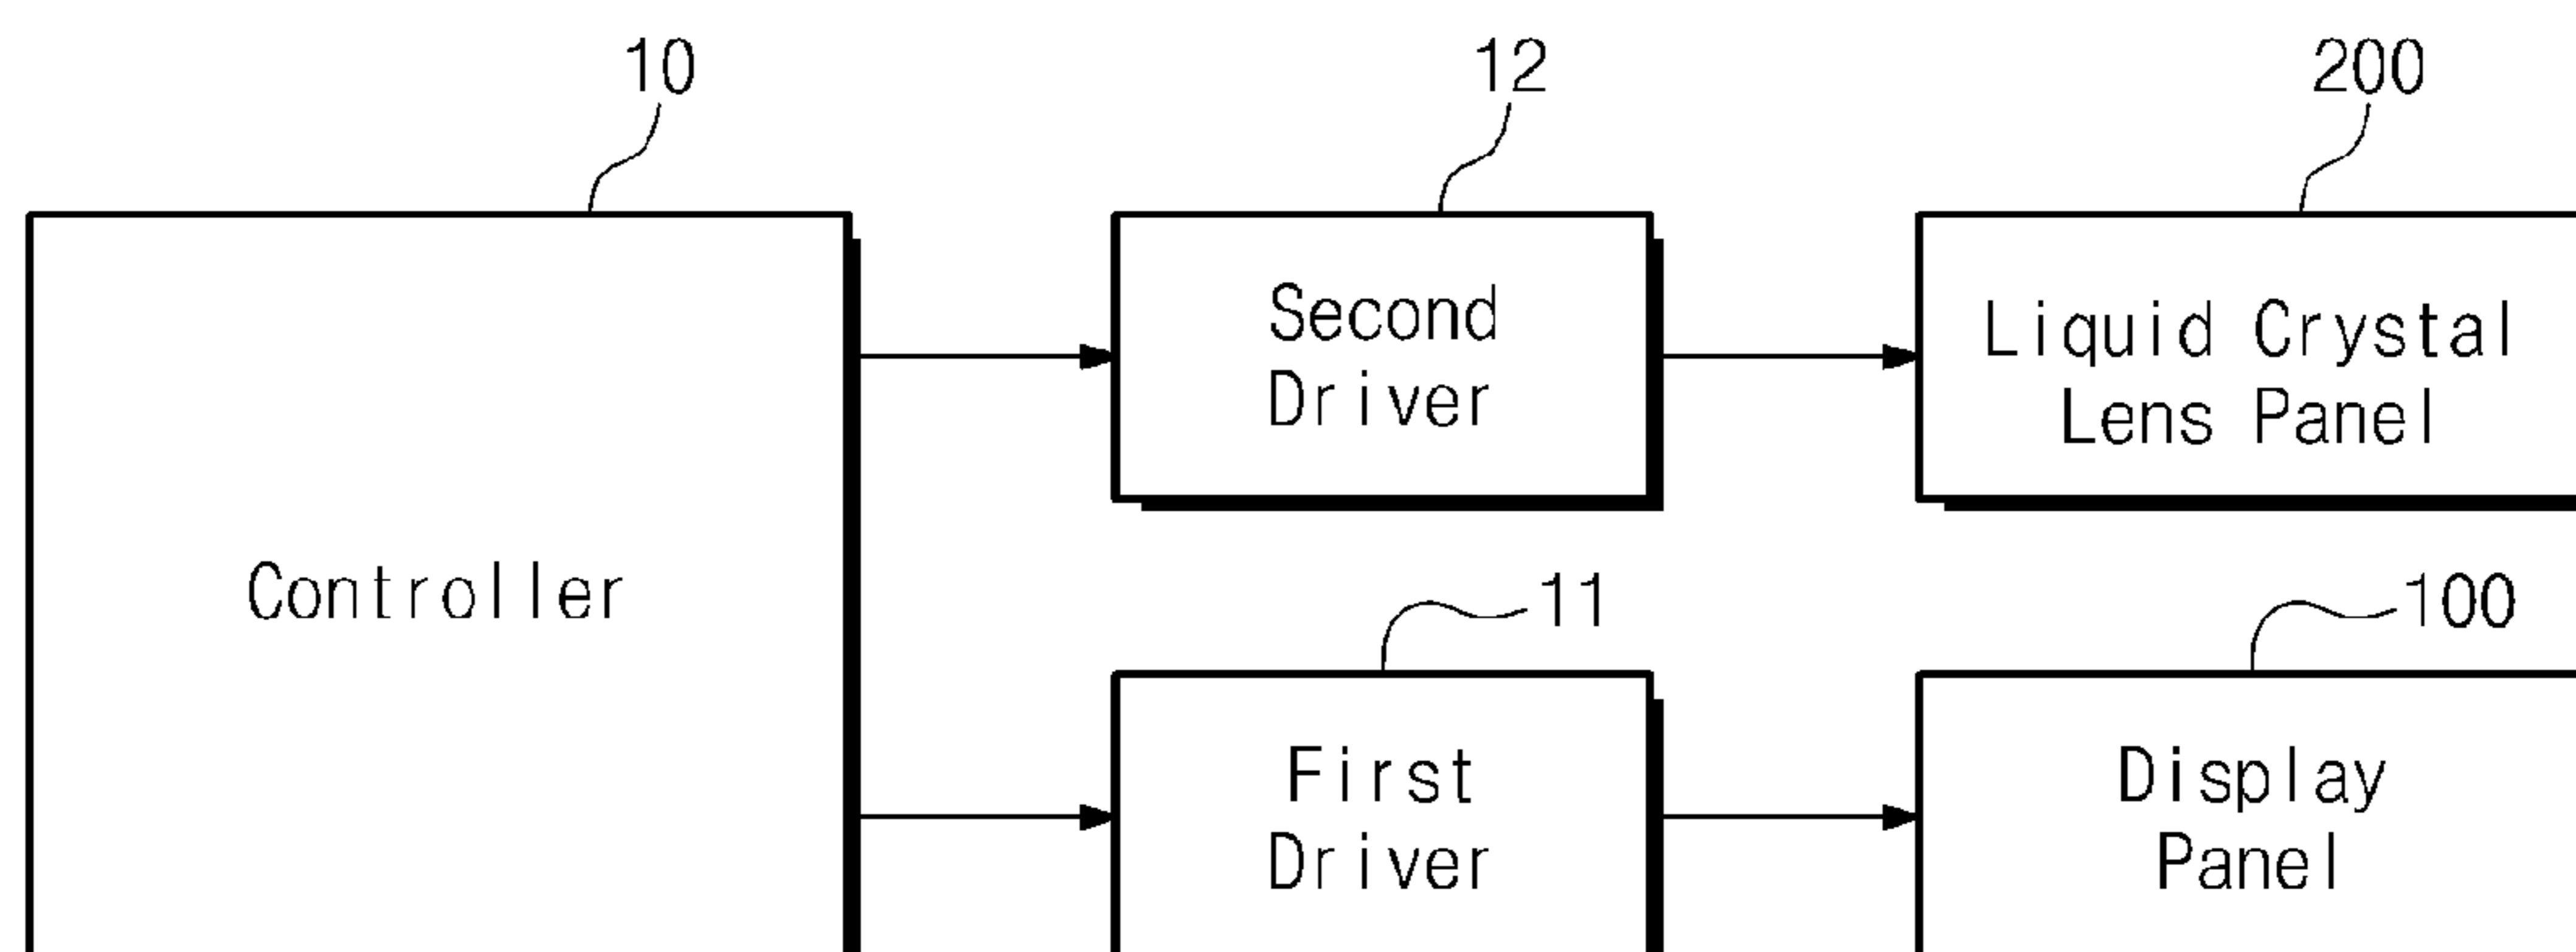 10
12
200
Second
Driver
Liquid Crystal
Lens Panel
Controller
11
100
First
Driver
Display
Panel